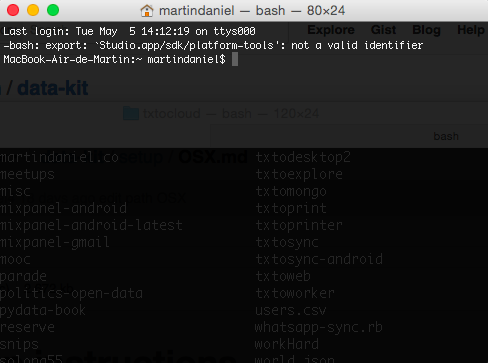 martindaniel — bash — 80×24
Last login: Tue May  5 14:12:19 on ttys000
-bash: export: `Studio.app/sdk/platform-tools': not a valid identifier
MacBook-Air-de-Martin:~ martindaniel$
Explore Gist Blog Help
/ data-kit
txtocloud — bash — 120×24
bash
OSX.md
martindaniel.co txtodesktop2
meetups txtoexplore
misc txtomongo
mixpanel-android txtoprint
mixpanel-android-latest txtoprinter
mixpanel-gmail txtosync
mooc txtosync-android
parade txtoweb
politics-open-data txtoworker
pydata-book users.csv
reserve whatsapp-sync.rb
snips workHard
solong55 world.json